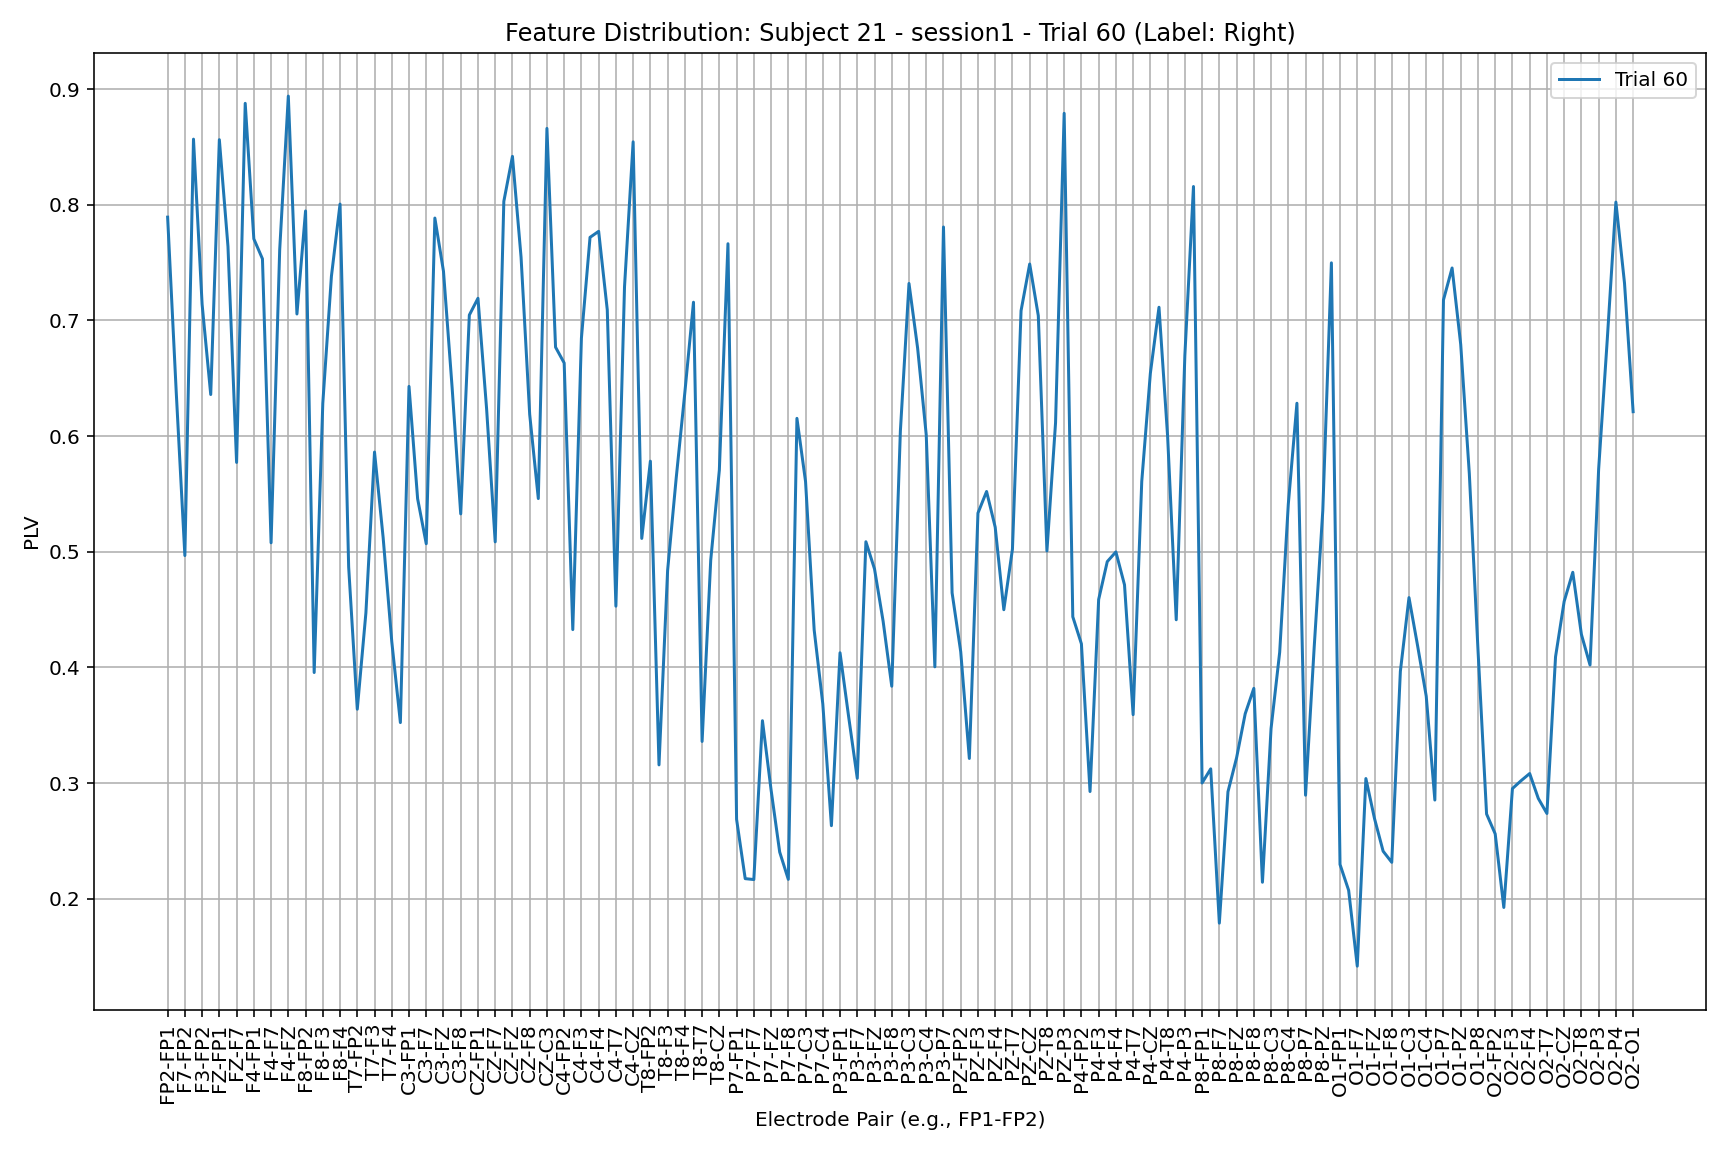 Feature Distribution: Subject 21 - session1 - Trial 60 (Label: Right)
Trial 60
PLV
0.9
0.8
0.7
0.6
0.5
0.4
0.3
0.2
FP2-FP1
F7-FP2
F3-FP2
FZ-FP1
FZ-F7
F4-FP1
F4-F7
F4-FZ
F8-FP2
F8-F3
F8-F4
T7-FP2
T7-F3
T7-F4
C3-FP1
C3-F7
C3-FZ
C3-F8
CZ-FP1
CZ-F7
CZ-FZ
CZ-F8
CZ-C3
C4-FP2
C4-F3
C4-F4
C4-T7
C4-CZ
T8-FP2
T8-F3
T8-F4
T8-T7
T8-CZ
P7-FP1
P7-F7
P7-FZ
P7-F8
P7-C3
P7-C4
P3-FP1
P3-F7
P3-FZ
P3-F8
P3-C3
P3-C4
P3-P7
PZ-FP2
PZ-F3
PZ-F4
PZ-T7
PZ-CZ
PZ-T8
PZ-P3
P4-FP2
P4-F3
P4-F4
P4-T7
P4-CZ
P4-T8
P4-P3
P8-FP1
P8-F7
P8-FZ
P8-F8
P8-C3
P8-C4
P8-P7
P8-PZ
O1-FP1
O1-F7
O1-FZ
O1-F8
O1-C3
O1-C4
O1-P7
O1-PZ
O1-P8
O2-FP2
O2-F3
O2-F4
O2-T7
O2-CZ
O2-T8
O2-P3
O2-P4
O2-O1
Electrode Pair (e.g., FP1-FP2)